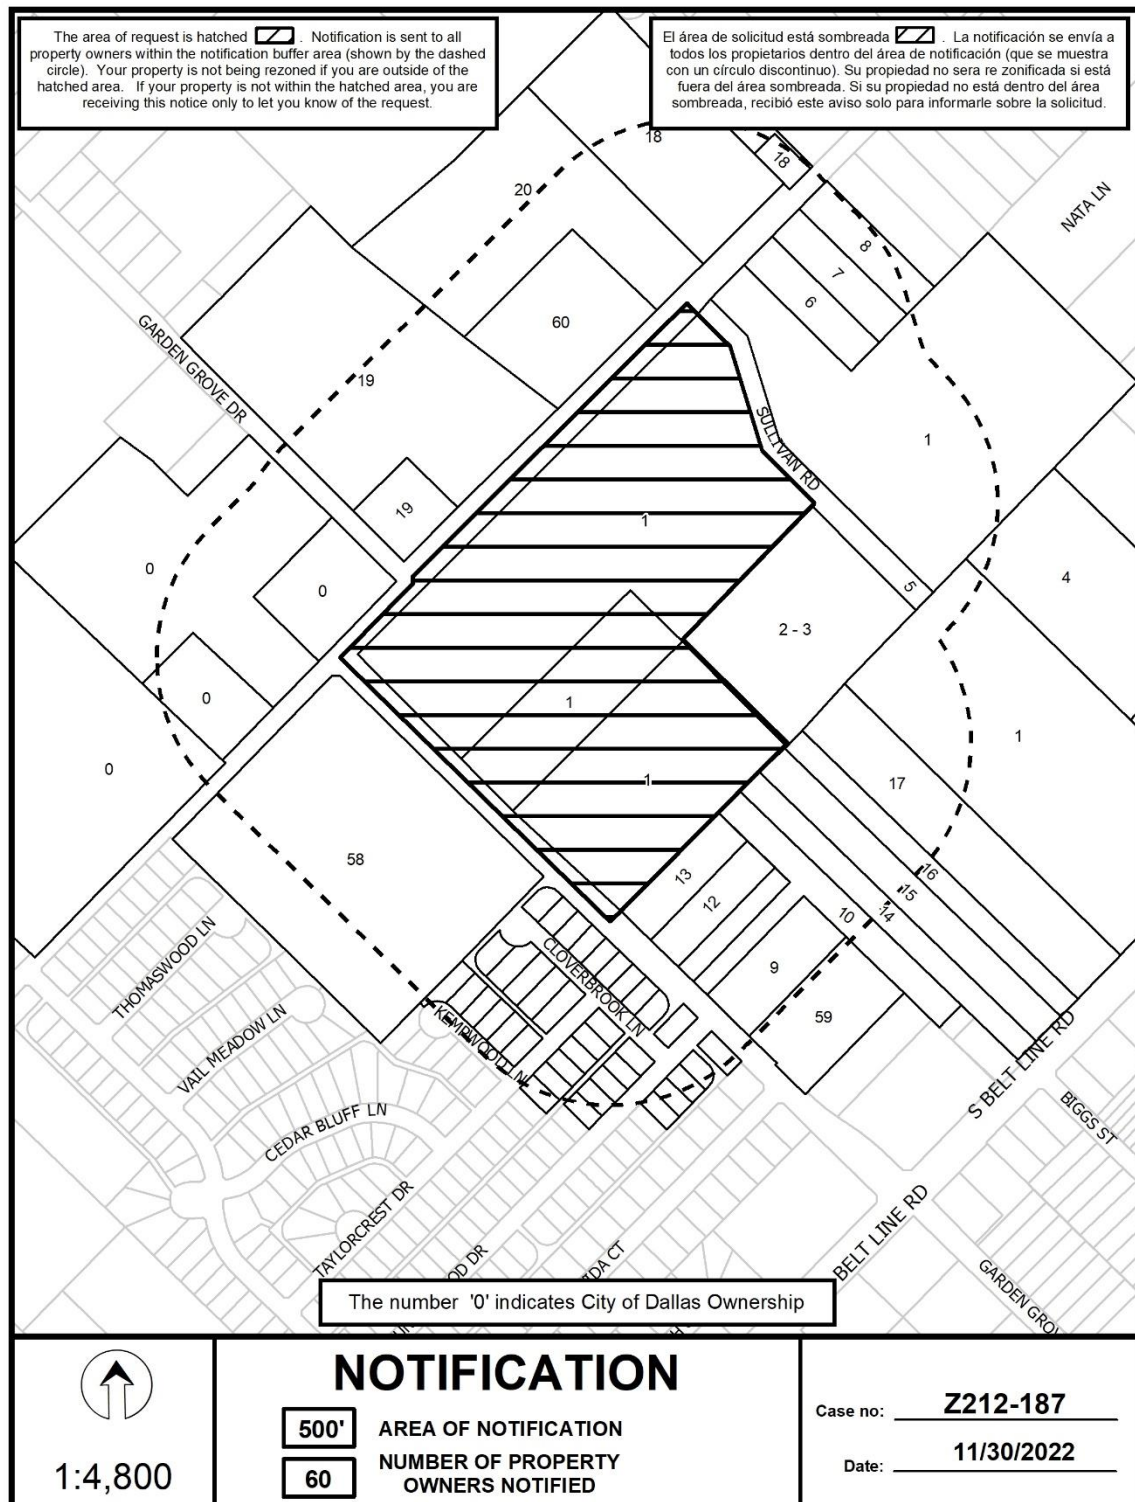 The area of request is hatched . Notification is sent to all
property owners within the notification buffer area (shown by the dashed
circle). Your property is not being rezoned if you are outside of the
hatched area. If your property is not within the hatched area, you are
receiving this notice only to let you know of the request.
El área de solicitud está sombreada . La notificación se envía a
todos los propietarios dentro del área de notificación (que se muestra
con un círculo discontinuo). Su propiedad no sera re zonificada si está
fuera del área sombreada. Si su propiedad no está dentro del área
sombreada, recibió este aviso solo para informarle sobre la solicitud.
18
18
20
NATA LN
8
7
6
60
GARDEN GROVE DR
19
SULLIVAN RD
1
19
1
0
0
4
5
2 - 3
0
1
1
0
1
17
58
13
16
15
12
14
10
THOMASWOOD LN
CLOVERBROOK LN
9
KEMPWOOD LN
59
VAIL MEADOW LN
S BELT LINE RD
CEDAR BLUFF LN
BIGGS ST
TAYLORCREST DR
BELT LINE RD
OD DR
IDA CT
GARDEN GROV
The number '0' indicates City of Dallas Ownership
NOTIFICATION
500' AREA OF NOTIFICATION
60 NUMBER OF PROPERTY
OWNERS NOTIFIED
1:4,800
Case no: Z212-187
Date: 11/30/2022